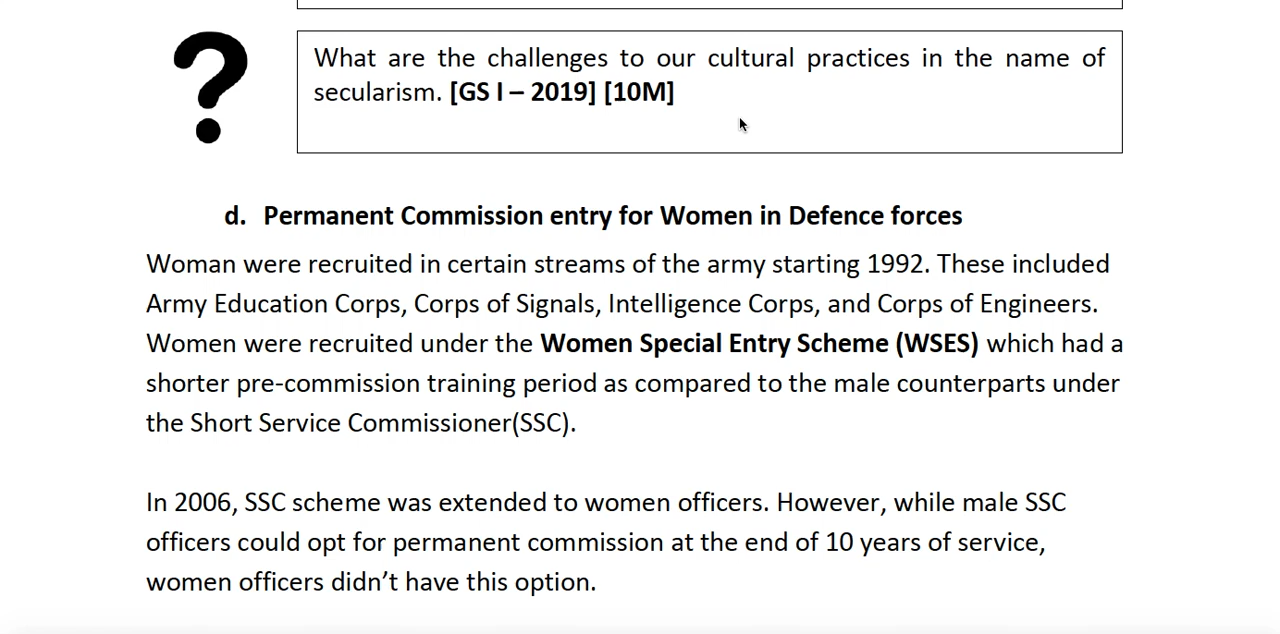 What are the challenges to our cultural practices in the name of
secularism. [GS I – 2019] [10M]
d. Permanent Commission entry for Women in Defence forces
Woman were recruited in certain streams of the army starting 1992. These included
Army Education Corps, Corps of Signals, Intelligence Corps, and Corps of Engineers.
Women were recruited under the Women Special Entry Scheme (WSES) which had a
shorter pre-commission training period as compared to the male counterparts under
the Short Service Commissioner(SSC).
In 2006, SSC scheme was extended to women officers. However, while male SSC
officers could opt for permanent commission at the end of 10 years of service,
women officers didn’t have this option.